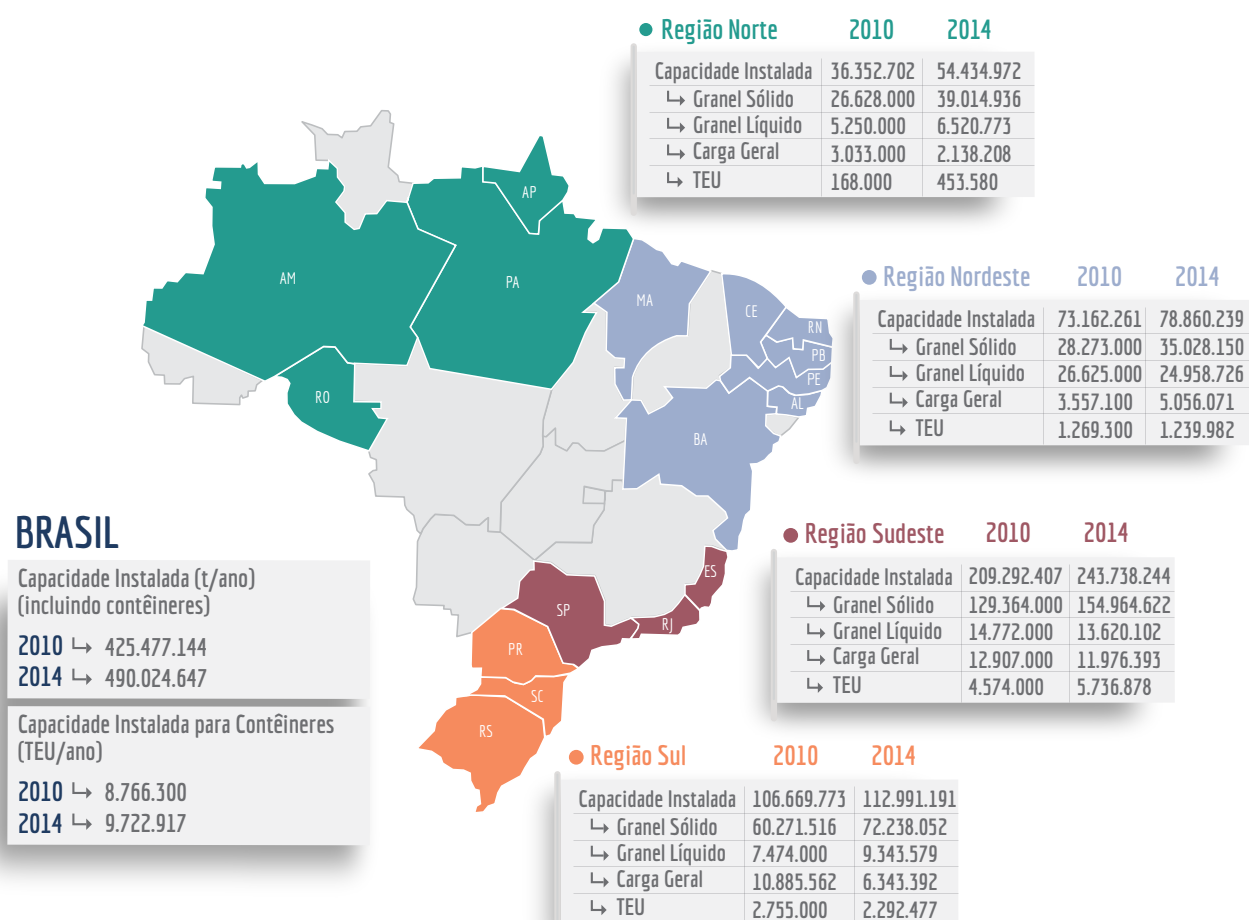 ● Região Norte 2010 2014
Capacidade Instalada 36.352.702 54.434.972
↳ Granel Sólido 26.628.000 39.014.936
↳ Granel Líquido 5.250.000 6.520.773
↳ Carga Geral 3.033.000 2.138.208
↳ TEU 168.000 453.580
AP
AM
PA
RO
MA
CE
RN
PB
PE
AL
BA
● Região Nordeste 2010 2014
Capacidade Instalada 73.162.261 78.860.239
↳ Granel Sólido 28.273.000 35.028.150
↳ Granel Líquido 26.625.000 24.958.726
↳ Carga Geral 3.557.100 5.056.071
↳ TEU 1.269.300 1.239.982
BRASIL
Capacidade Instalada (t/ano)
(incluindo contêineres)
2010 ↳ 425.477.144
2014 ↳ 490.024.647
Capacidade Instalada para Contêineres
(TEU/ano)
2010 ↳ 8.766.300
2014 ↳ 9.722.917
ES
SP
RJ
PR
SC
RS
● Região Sudeste 2010 2014
Capacidade Instalada 209.292.407 243.738.244
↳ Granel Sólido 129.364.000 154.964.622
↳ Granel Líquido 14.772.000 13.620.102
↳ Carga Geral 12.907.000 11.976.393
↳ TEU 4.574.000 5.736.878
● Região Sul 2010 2014
Capacidade Instalada 106.669.773 112.991.191
↳ Granel Sólido 60.271.516 72.238.052
↳ Granel Líquido 7.474.000 9.343.579
↳ Carga Geral 10.885.562 6.343.392
↳ TEU 2.755.000 2.292.477